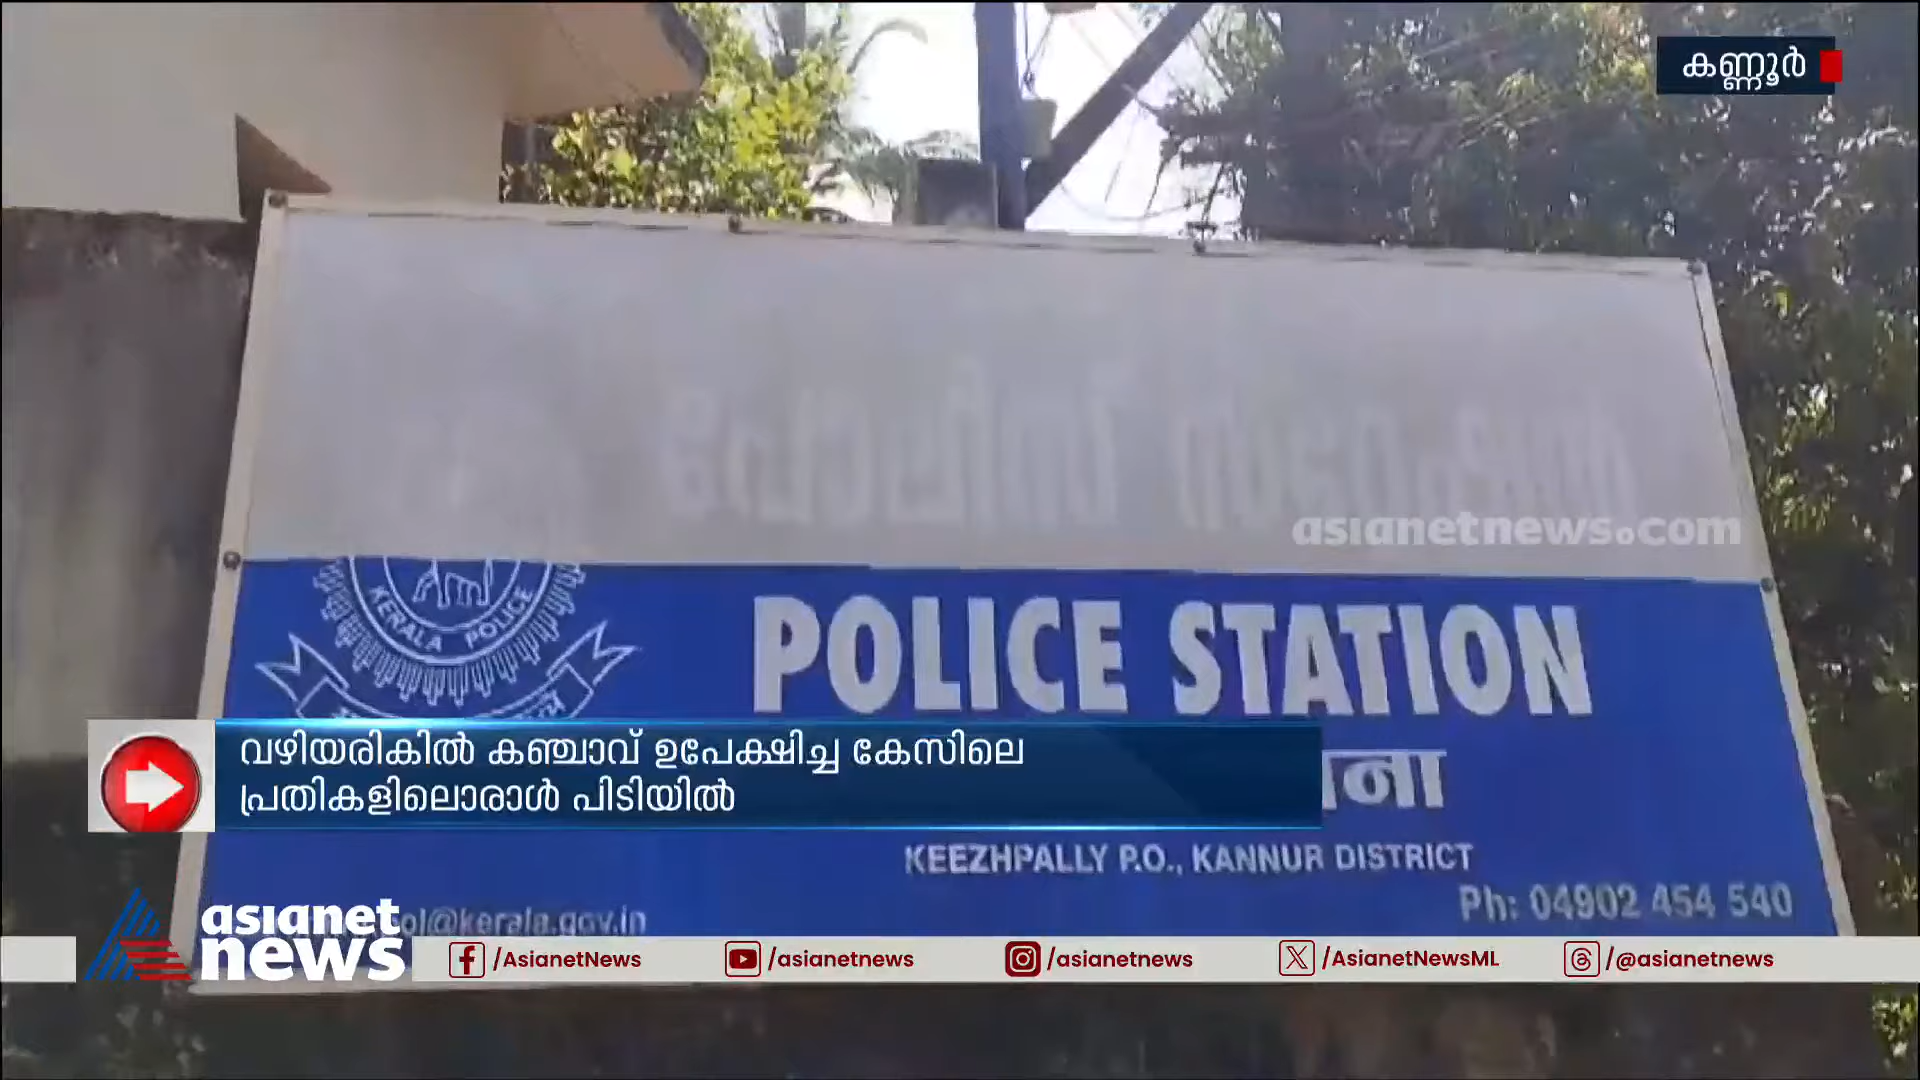 കണ്ണൂർ
പോലീസ് സ്റ്റേഷൻ
asianetnews.com
KERALA POLICE
POLICE STATION
വഴിയരികിൽ കഞ്ചാവ് ഉപേക്ഷിച്ച കേസിലെ
പ്രതികളിലൊരാൾ പിടിയിൽ
KEEZHPALLY P.O., KANNUR DISTRICT
Ph: 04902 454 540
asianet
news
/AsianetNews /asianetnews /asianetnews /AsianetNewsML /@asianetnews